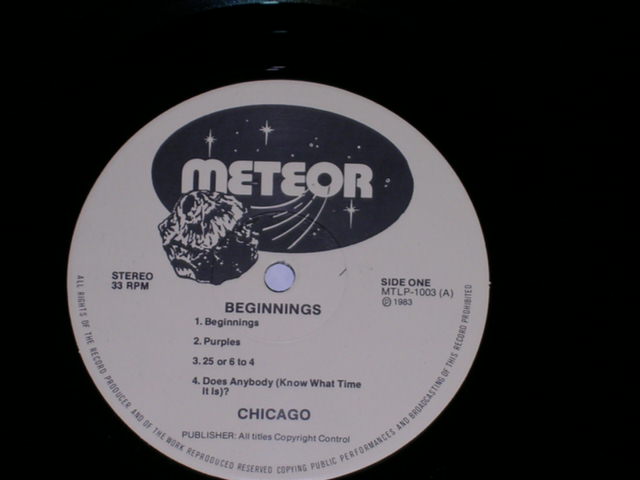 METEOR
STEREO
33 RPM
SIDE ONE
MTLP-1003 (A)
℗ 1983
BEGINNINGS
1. Beginnings
2. Purples
3. 25 or 6 to 4
4. Does Anybody (Know What Time
It Is)?
CHICAGO
PUBLISHER: All titles Copyright Control
ALL RIGHTS OF THE RECORD PRODUCER AND OF THE WORK REPRODUCED RESERVED COPYING PUBLIC PERFORMANCES AND BROADCASTING OF THIS RECORD PROHIBITED